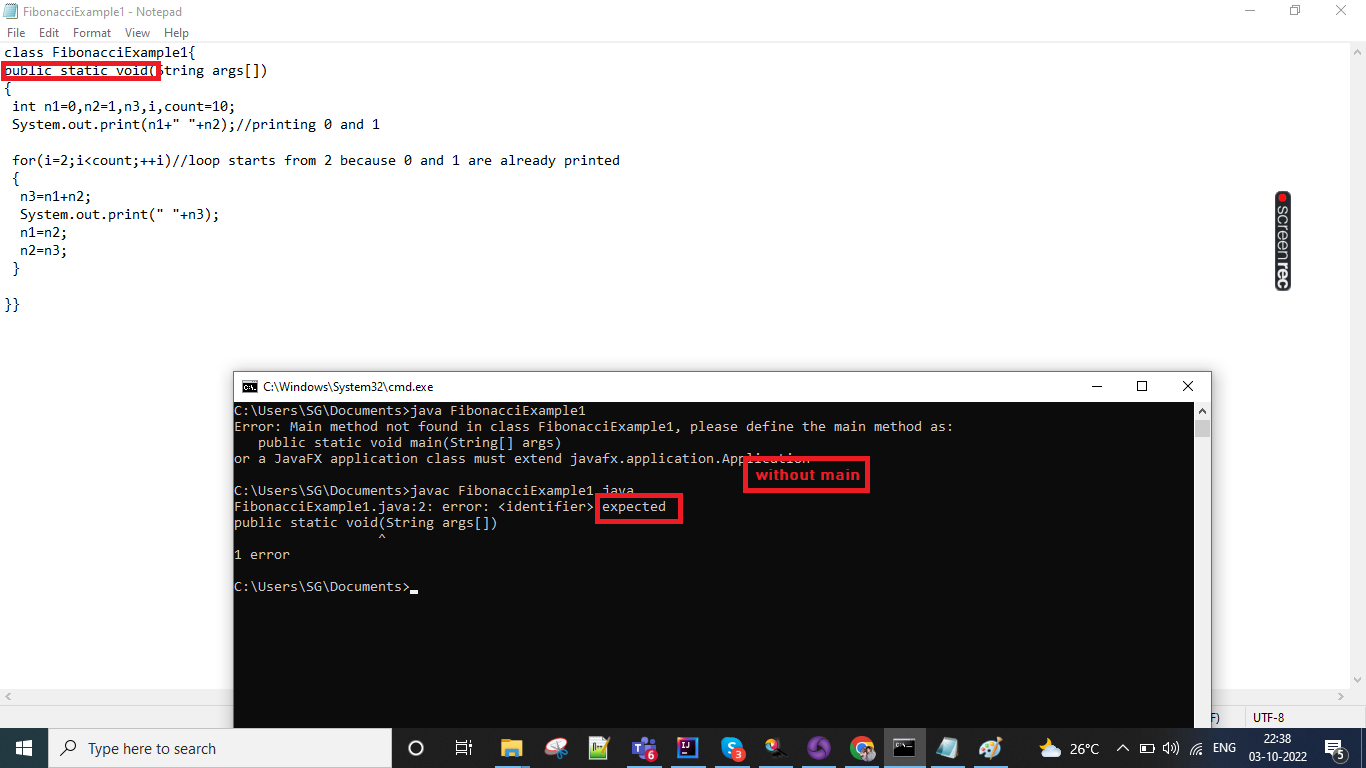 FibonacciExample1 - Notepad
File Edit Format View Help
class FibonacciExample1{
public static void(String args[])
{
 int n1=0,n2=1,n3,i,count=10;
 System.out.print(n1+" "+n2);//printing 0 and 1
 for(i=2;i<count;++i)//loop starts from 2 because 0 and 1 are already printed
 {
  n3=n1+n2;
  System.out.print(" "+n3);
  n1=n2;
  n2=n3;
 }
}}
screenrec
C:\Windows\System32\cmd.exe
C:\Users\SG\Documents>java FibonacciExample1
Error: Main method not found in class FibonacciExample1, please define the main method as:
   public static void main(String[] args)
or a JavaFX application class must extend javafx.application.Application
without main
C:\Users\SG\Documents>javac FibonacciExample1.java
FibonacciExample1.java:2: error: <identifier> expected
public static void(String args[])
^
1 error
C:\Users\SG\Documents>
F) UTF-8
Type here to search
6
3
26°C
ENG
22:38
03-10-2022
5